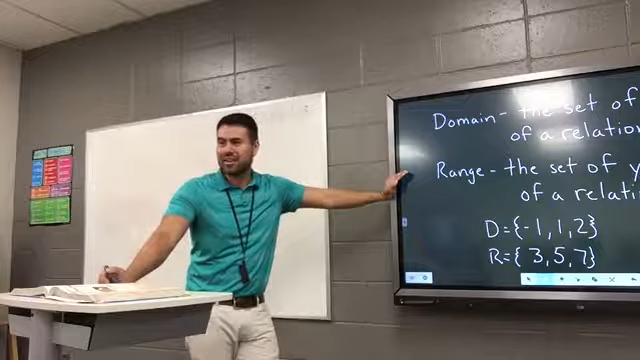 Domain- the set of
of a relation
Range- the set of y
of a relati
D={-1,1,2}
R={3,5,7}